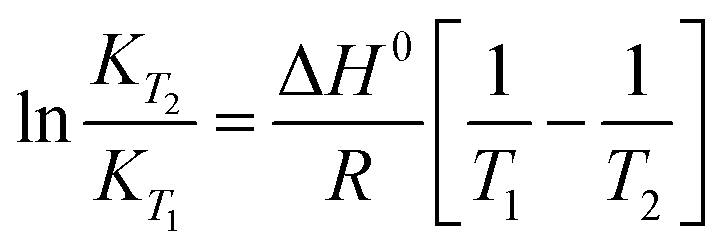 ln K_{T_2} / K_{T_1} = ΔH^0 / R [ 1 / T_1 − 1 / T_2 ]